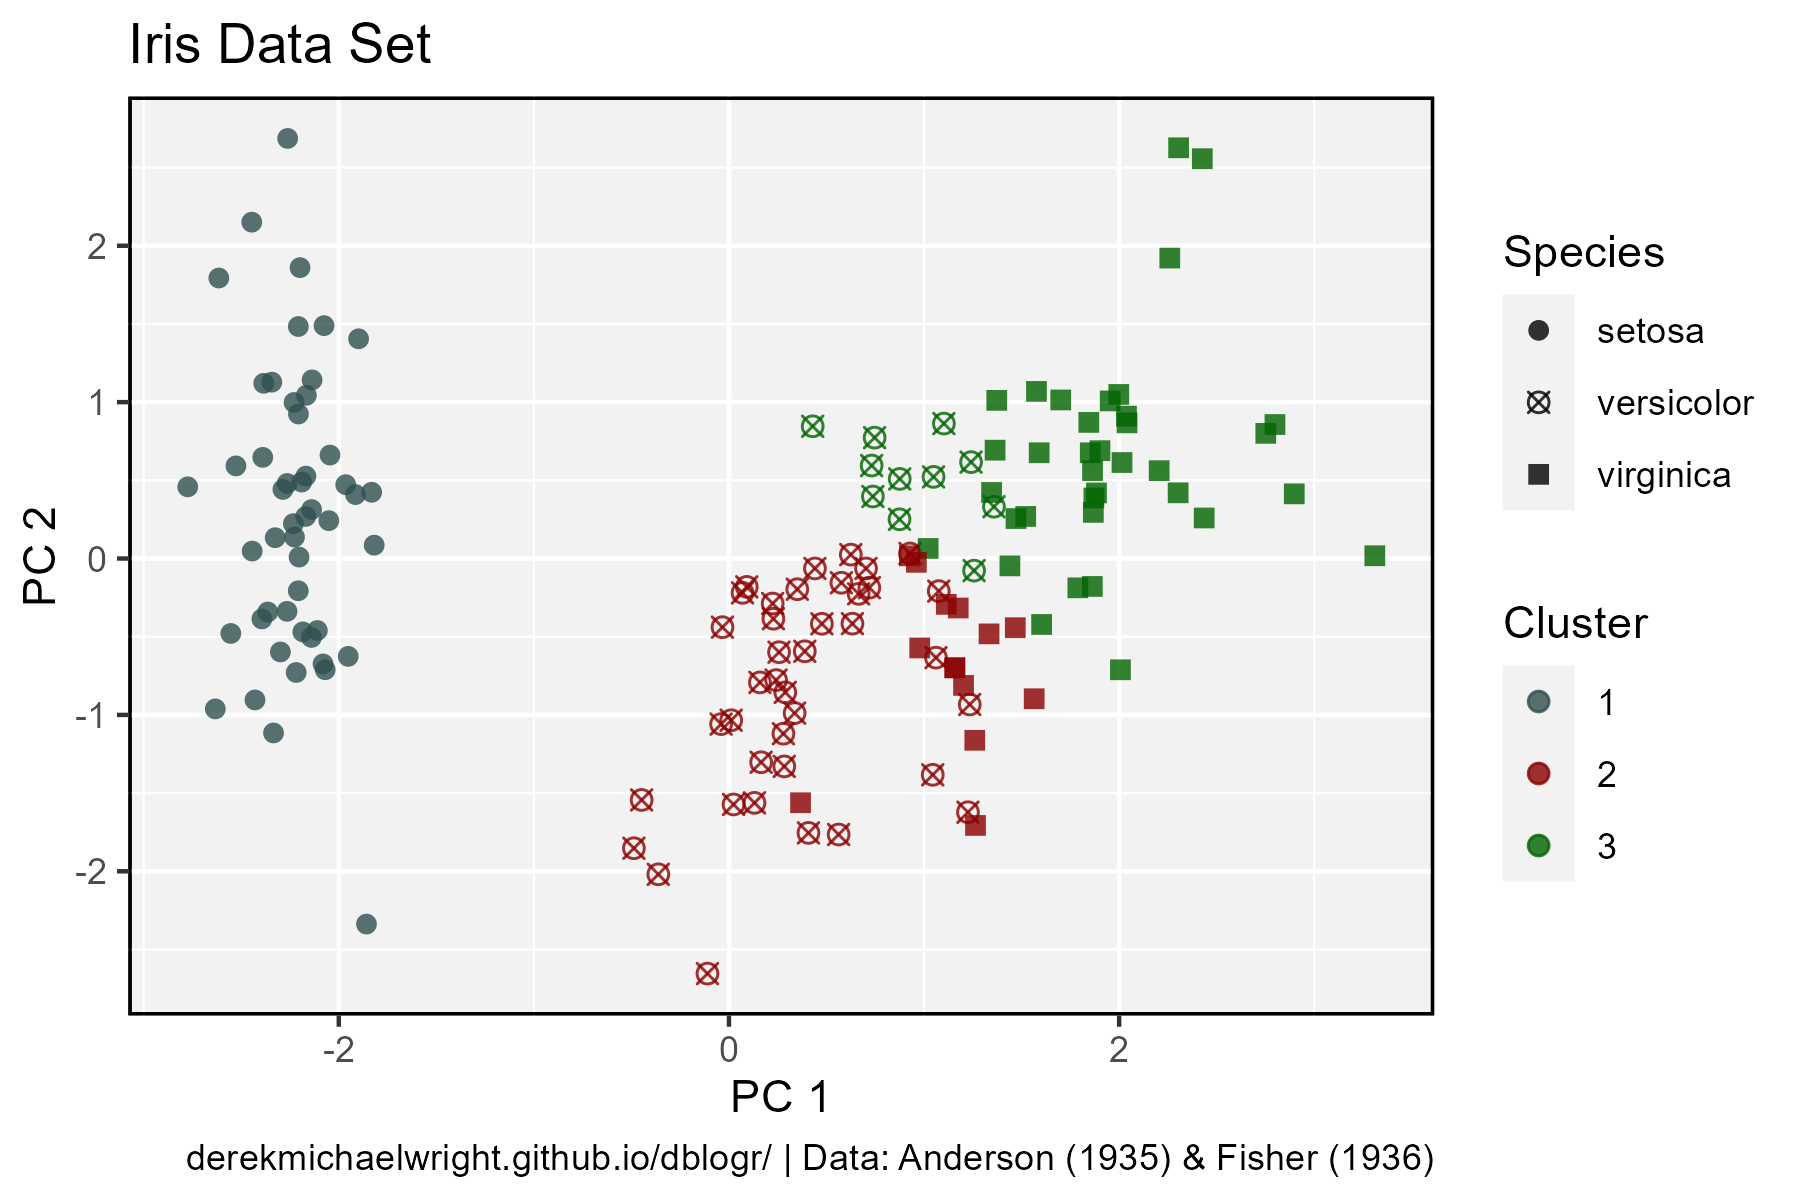 Iris Data Set
PC 2
2
1
0
-1
-2
-2 0 2
PC 1
Species
setosa
versicolor
virginica
Cluster
1
2
3
derekmichaelwright.github.io/dblogr/ | Data: Anderson (1935) & Fisher (1936)